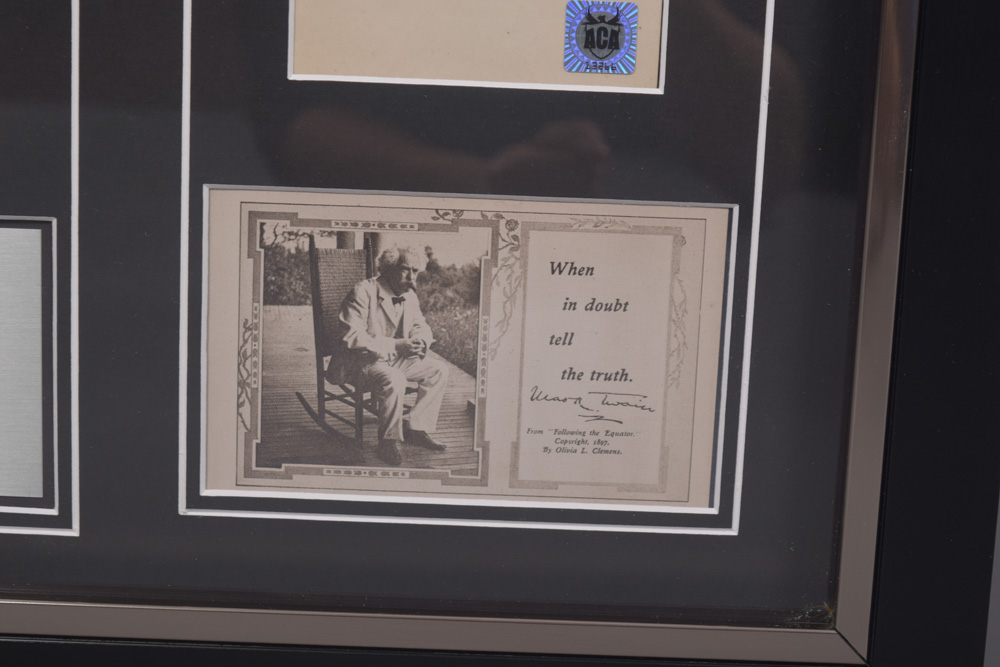 ACA
When
in doubt
tell
the truth.
Mark Twain
From "Following the Equator."
Copyright, 1897.
By Olivia L. Clemens.